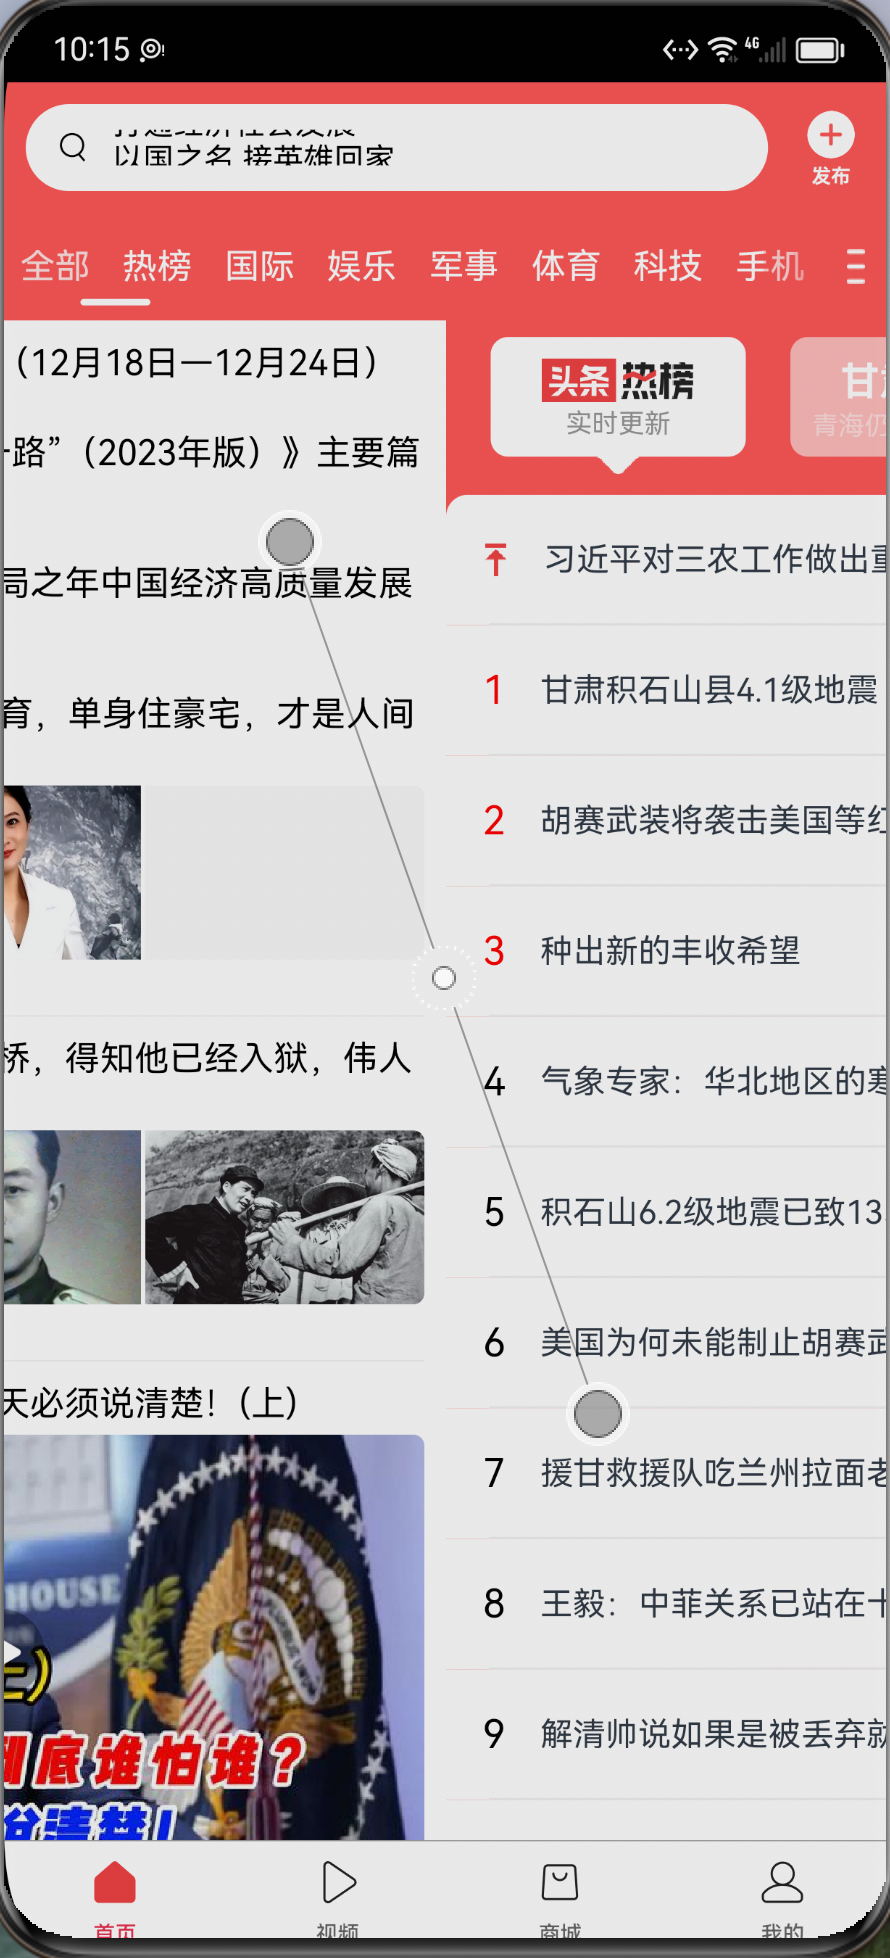 10:15
4G
以国之名 接英雄回家
发布
全部 热榜 国际 娱乐 军事 体育 科技 手机
（12月18日—12月24日）
路”（2023年版）》主要篇
局之年中国经济高质量发展
育，单身住豪宅，才是人间
桥，得知他已经入狱，伟人
天必须说清楚！(上)
HOUSE
上)
到底谁怕谁？
说清楚！
头条热榜
实时更新
甘
青海仍
习近平对三农工作做出重
1 甘肃积石山县4.1级地震
2 胡赛武装将袭击美国等红
3 种出新的丰收希望
4 气象专家：华北地区的寒
5 积石山6.2级地震已致13
6 美国为何未能制止胡赛武
7 援甘救援队吃兰州拉面老
8 王毅：中菲关系已站在十
9 解清帅说如果是被丢弃就
首页 视频 商城 我的